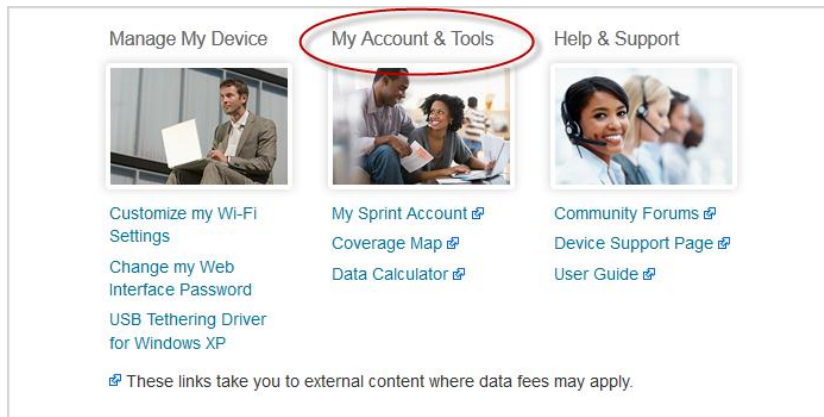 Manage My Device
Customize my Wi-Fi
Settings
Change my Web
Interface Password
USB Tethering Driver
for Windows XP
My Account & Tools
My Sprint Account
Coverage Map
Data Calculator
Help & Support
Community Forums
Device Support Page
User Guide
These links take you to external content where data fees may apply.